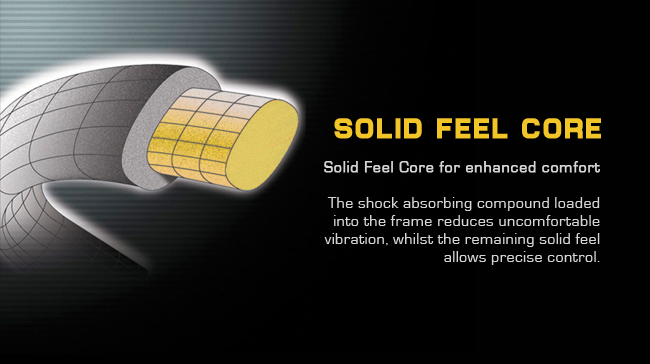 SOLID FEEL CORE
Solid Feel Core for enhanced comfort
The shock absorbing compound loaded
into the frame reduces uncomfortable
vibration, whilst the remaining solid feel
allows precise control.